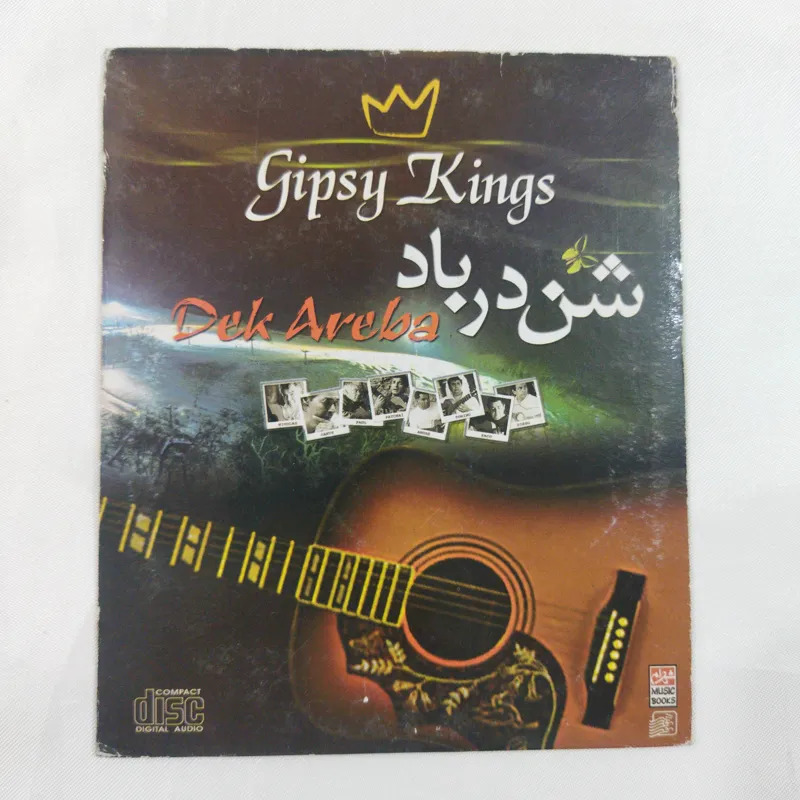 Gipsy Kings
شن در باد
Dek Areba
COMPACT
disc
DIGITAL AUDIO
MUSIC
BOOKS